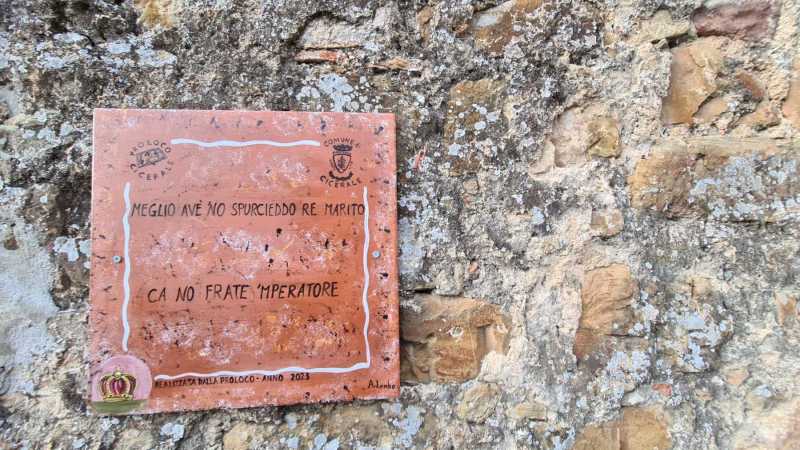 PROLOCO
CICERALE
COMUNE
CICERALE
MEGLIO AVÈ NO SPURCIEDDO RE MARITO
CA NO FRATE 'MPERATORE
REALIZZATA DALLA PROLOCO - ANNO 2023